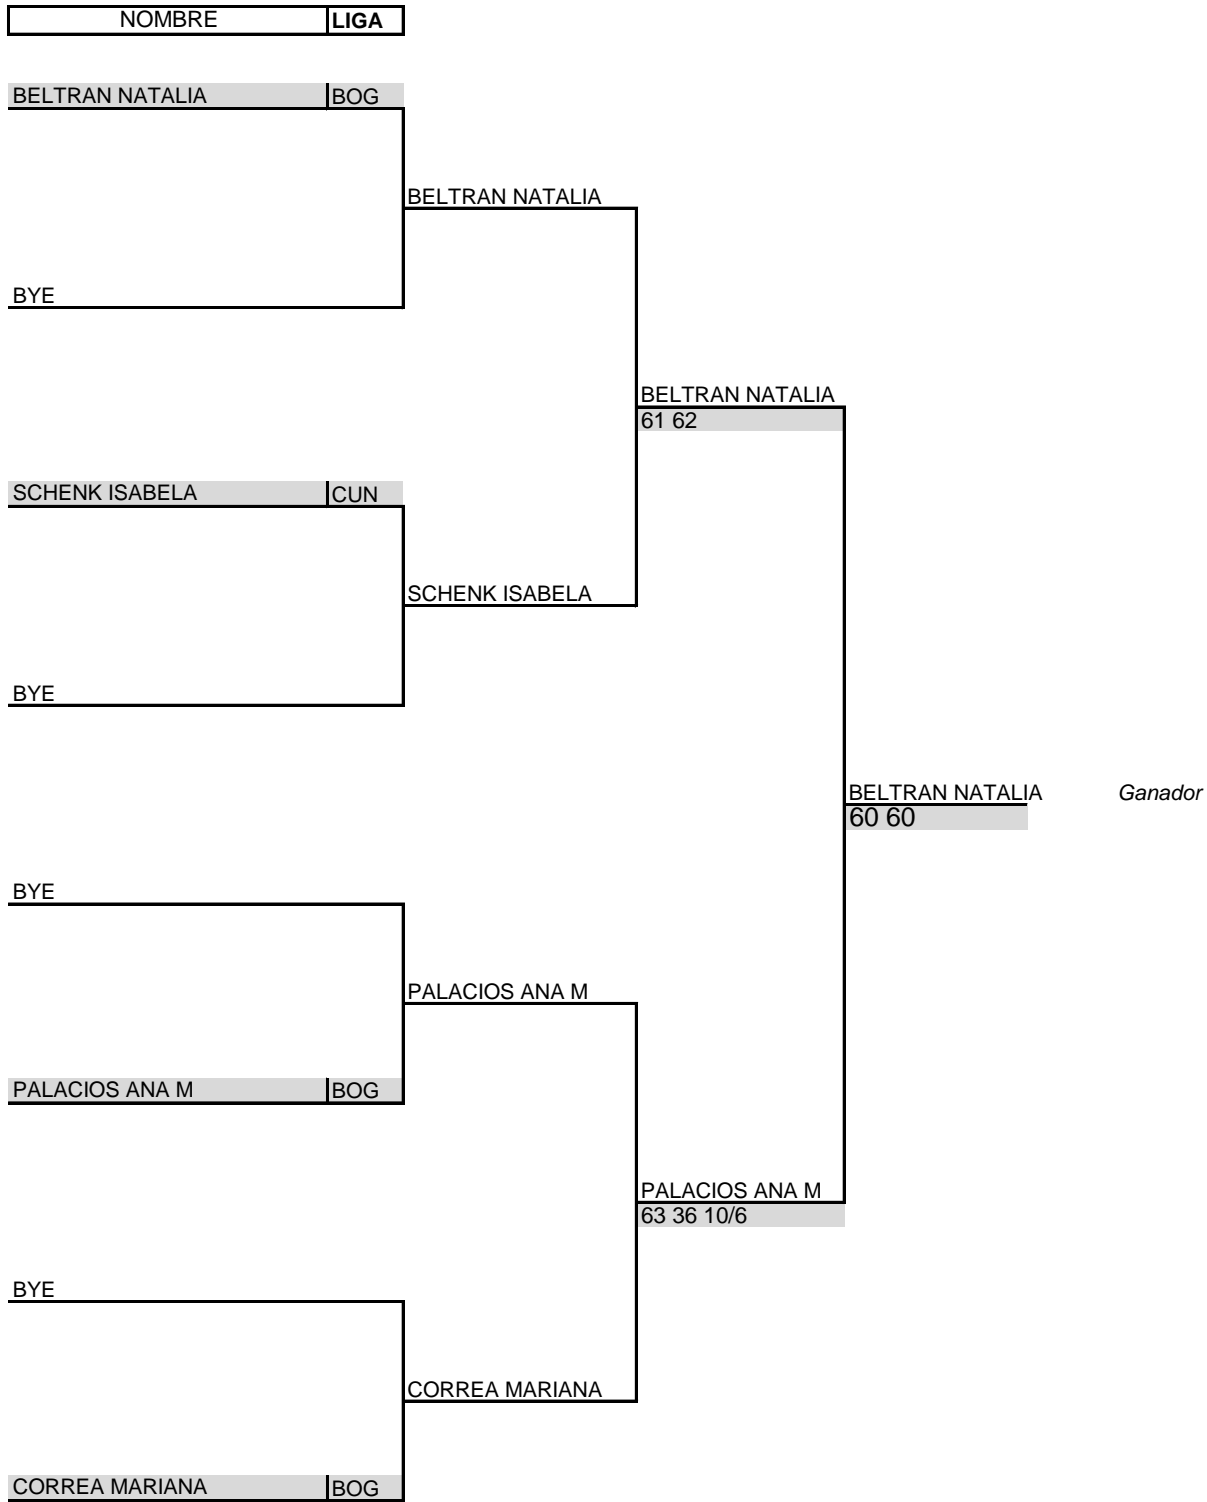 NOMBRE LIGA
BELTRAN NATALIA BOG
BELTRAN NATALIA
BYE
BELTRAN NATALIA
61 62
SCHENK ISABELA CUN
SCHENK ISABELA
BYE
BELTRAN NATALIA Ganador
60 60
BYE
PALACIOS ANA M
PALACIOS ANA M BOG
PALACIOS ANA M
63 36 10/6
BYE
CORREA MARIANA
CORREA MARIANA BOG